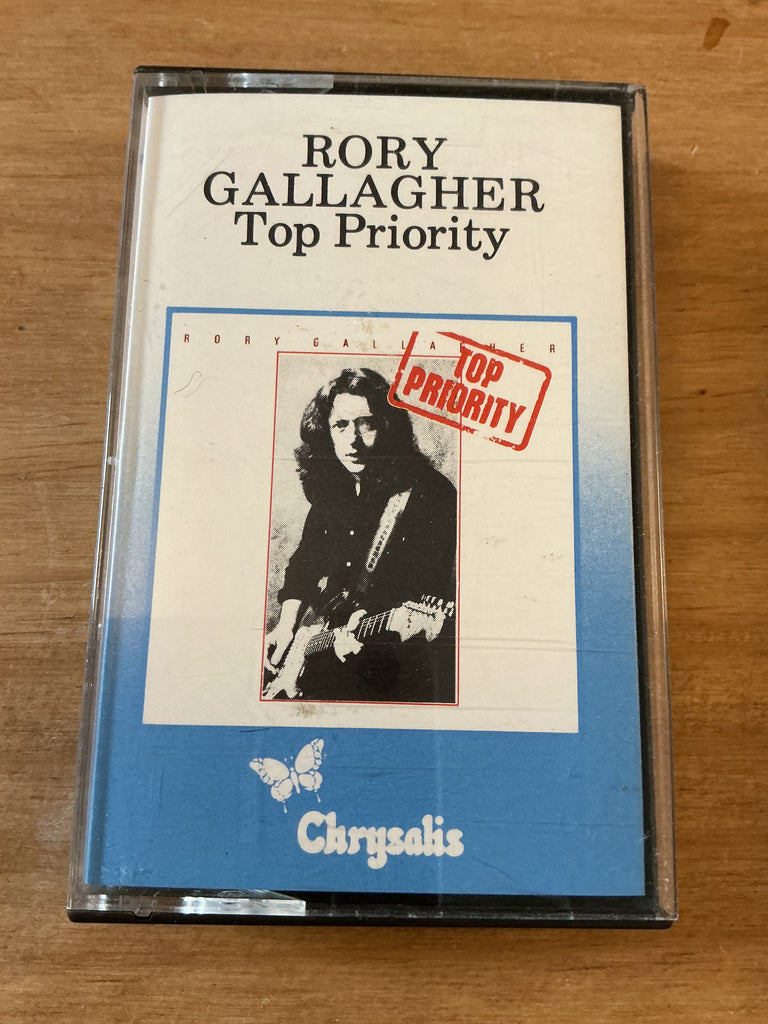 RORY
GALLAGHER
Top Priority
RORY GALLAGHER
TOP
PRIORITY
Chrysalis